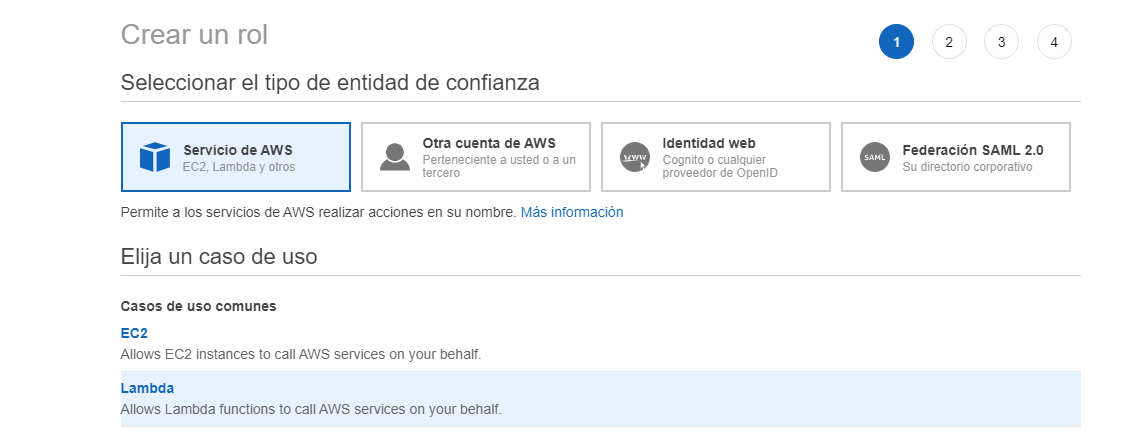 Crear un rol
1 2 3 4
Seleccionar el tipo de entidad de confianza
Servicio de AWS
EC2, Lambda y otros
Otra cuenta de AWS
Perteneciente a usted o a un
tercero
WWW
Identidad web
Cognito o cualquier
proveedor de OpenID
SAML
Federación SAML 2.0
Su directorio corporativo
Permite a los servicios de AWS realizar acciones en su nombre. Más información
Elija un caso de uso
Casos de uso comunes
EC2
Allows EC2 instances to call AWS services on your behalf.
Lambda
Allows Lambda functions to call AWS services on your behalf.